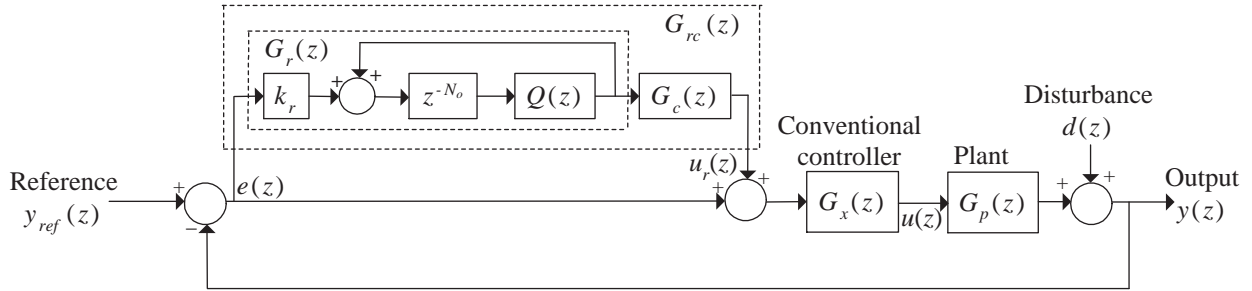 G_rc(z)
G_r(z)
+ +
k_r
z^-N_o
Q(z)
G_c(z)
Disturbance
d(z)
Conventional
controller
Plant
Reference
y_ref(z)
+
−
e(z)
u_r(z)
+ +
G_x(z)
u(z)
G_p(z)
+ +
Output
y(z)